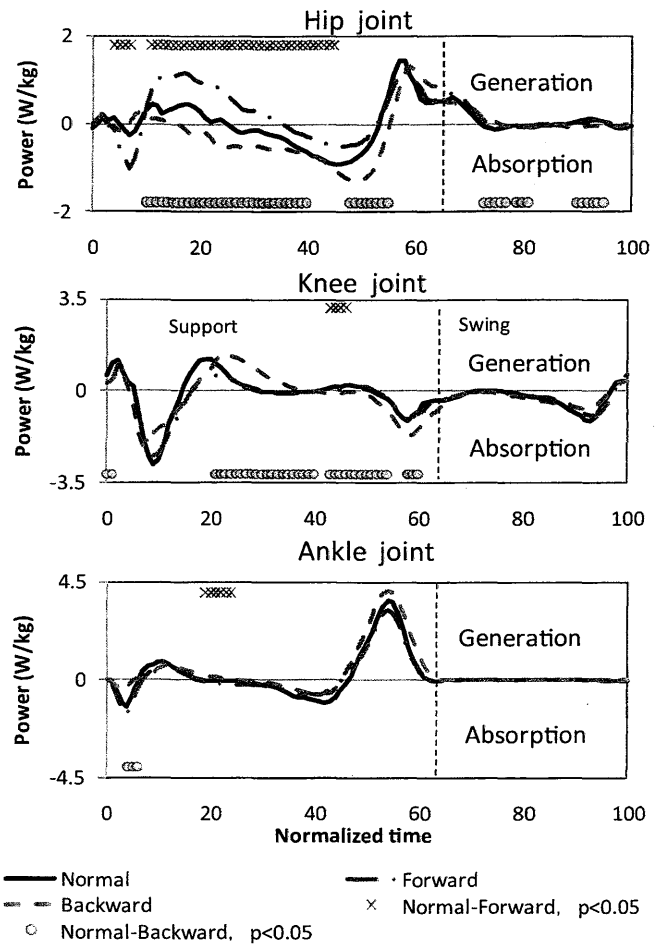 Hip joint
2
Generation
0
Absorption
-2
Power (W/kg)
0 20 40 60 80 100
Knee joint
3.5
Support Swing
Generation
0
Absorption
-3.5
Power (W/kg)
0 20 40 60 80 100
Ankle joint
4.5
Generation
0
Absorption
-4.5
Power (W/kg)
0 20 40 60 80 100
Normalized time
Normal Forward
Backward Normal-Forward, p<0.05
Normal-Backward, p<0.05